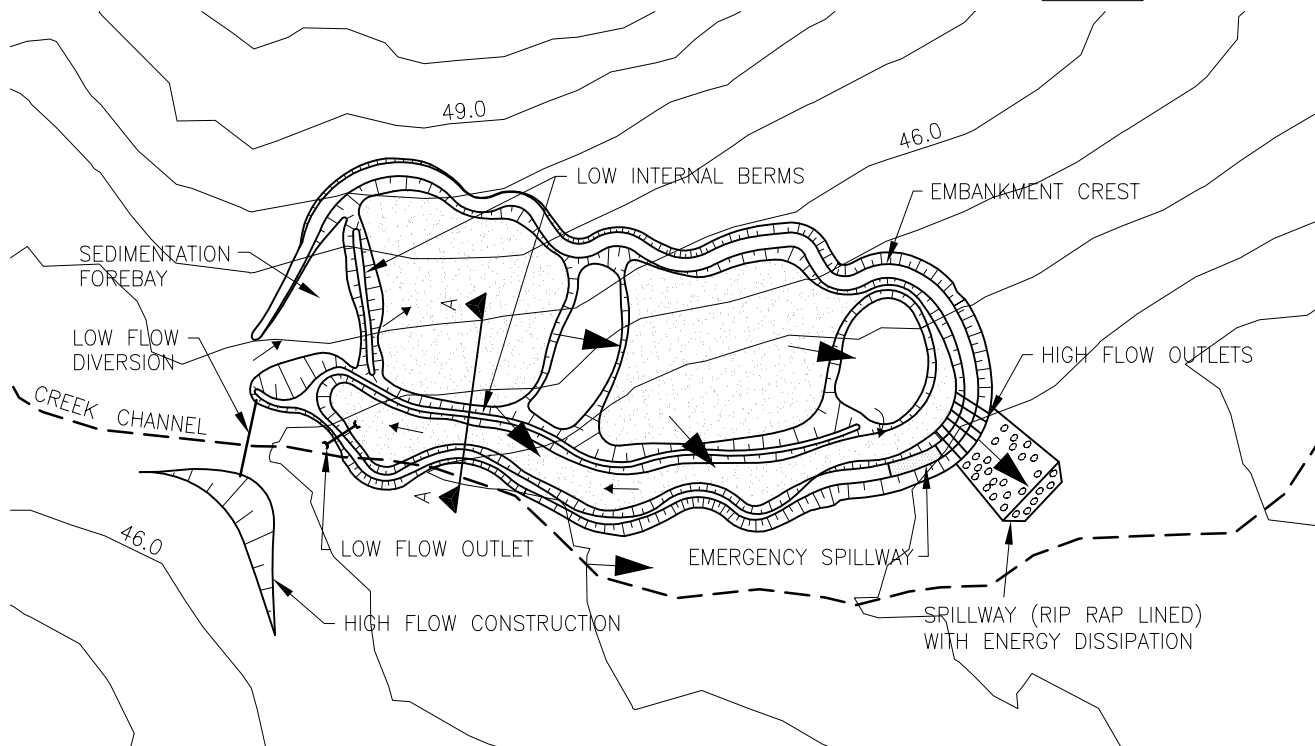 49.0
46.0
LOW INTERNAL BERMS
EMBANKMENT CREST
SEDIMENTATION
FOREBAY
A
LOW FLOW
DIVERSION
HIGH FLOW OUTLETS
CREEK CHANNEL
A
46.0
LOW FLOW OUTLET
EMERGENCY SPILLWAY
HIGH FLOW CONSTRUCTION
SPILLWAY (RIP RAP LINED)
WITH ENERGY DISSIPATION